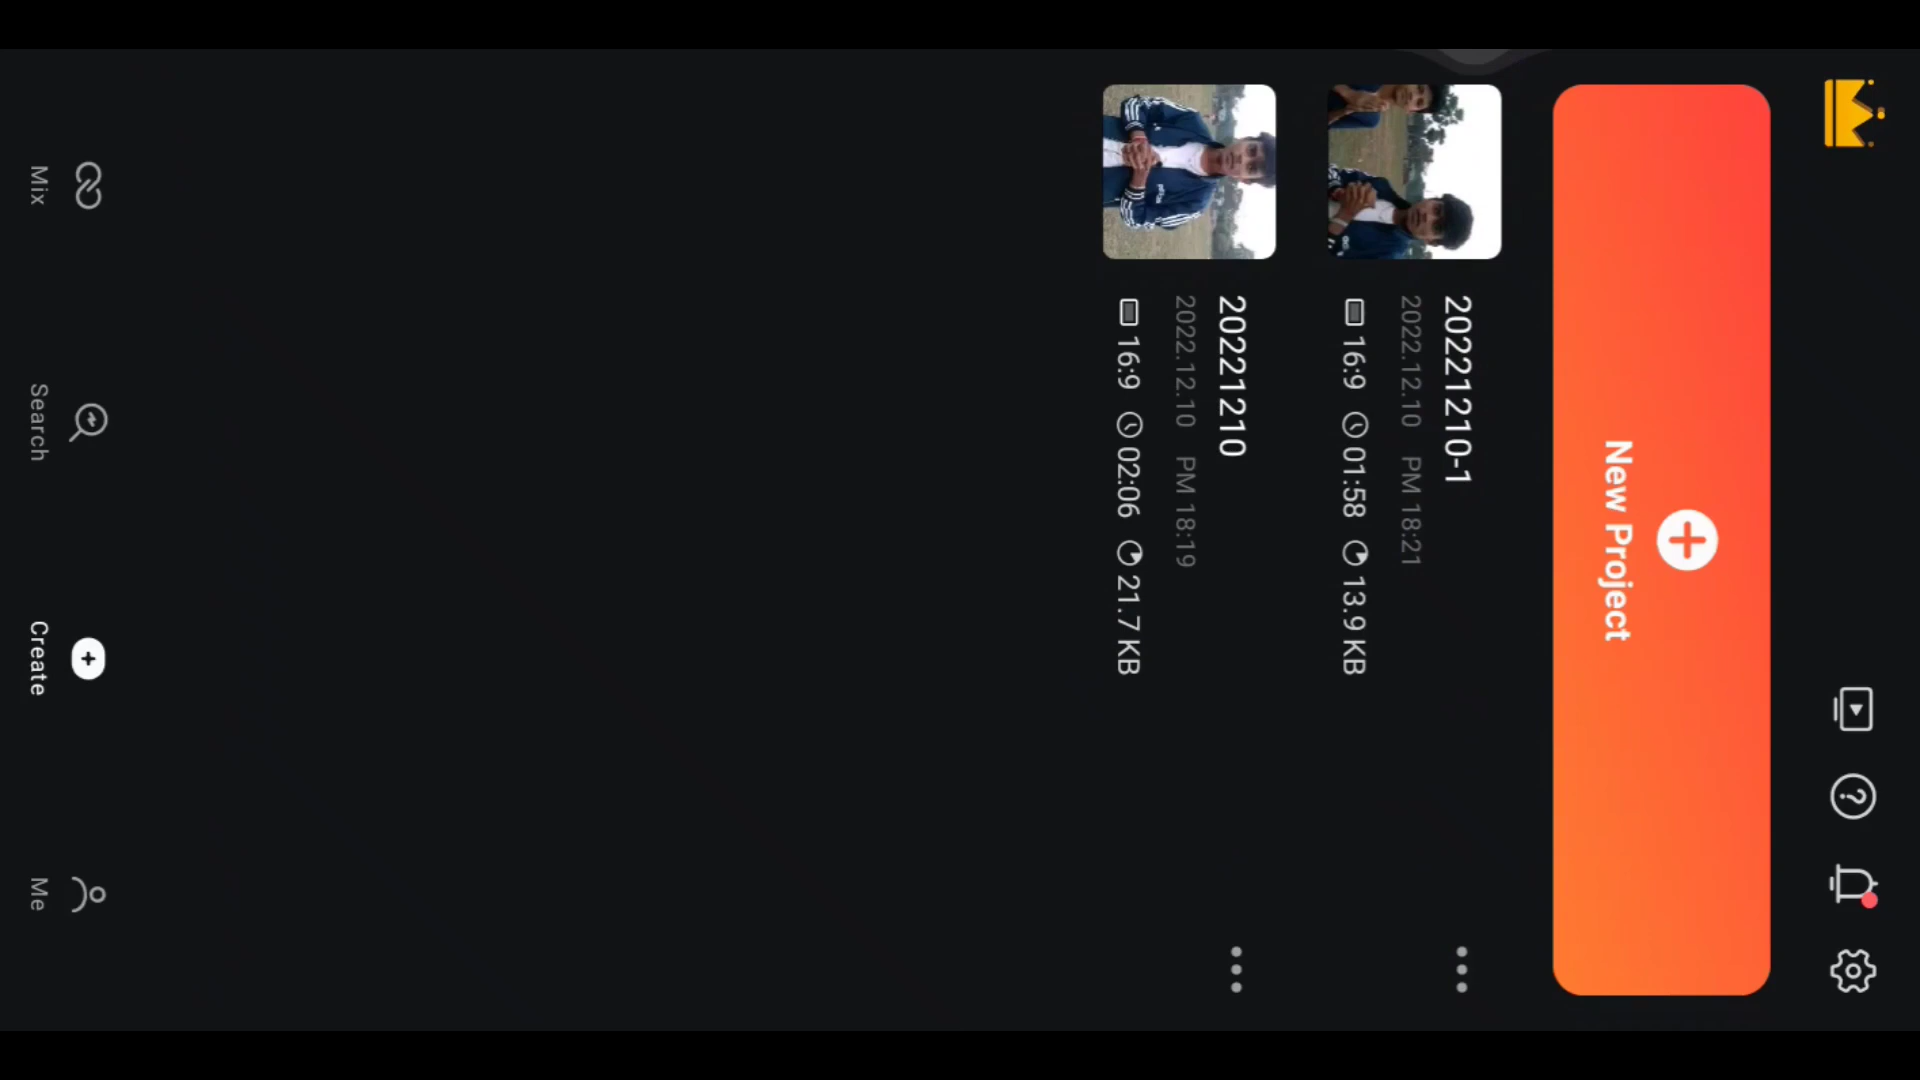 New Project
20221210-1
2022.12.10 PM 18:21
16:9 01:58 13.9 KB
20221210
2022.12.10 PM 18:19
16:9 02:06 21.7 KB
Mix
Search
Create
Me